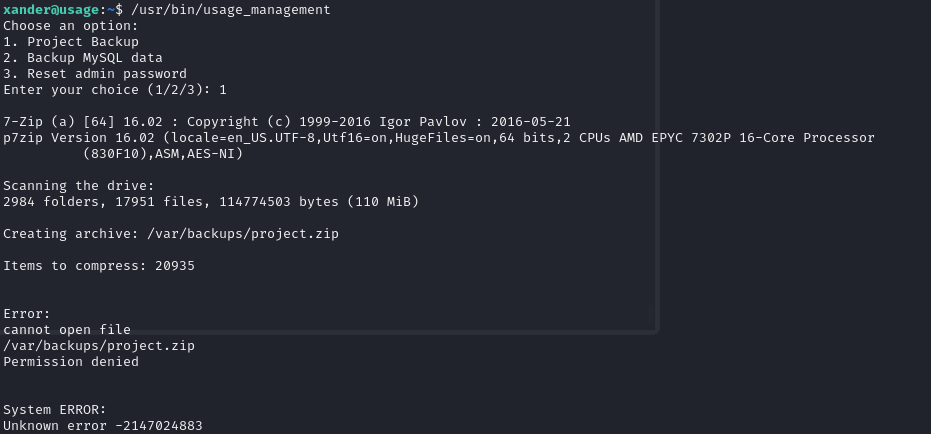 xander@usage:~$ /usr/bin/usage_management
Choose an option:
1. Project Backup
2. Backup MySQL data
3. Reset admin password
Enter your choice (1/2/3): 1
7-Zip (a) [64] 16.02 : Copyright (c) 1999-2016 Igor Pavlov : 2016-05-21
p7zip Version 16.02 (locale=en_US.UTF-8,Utf16=on,HugeFiles=on,64 bits,2 CPUs AMD EPYC 7302P 16-Core Processor
(830F10),ASM,AES-NI)
Scanning the drive:
2984 folders, 17951 files, 114774503 bytes (110 MiB)
Creating archive: /var/backups/project.zip
Items to compress: 20935
Error:
cannot open file
/var/backups/project.zip
Permission denied
System ERROR:
Unknown error -2147024883